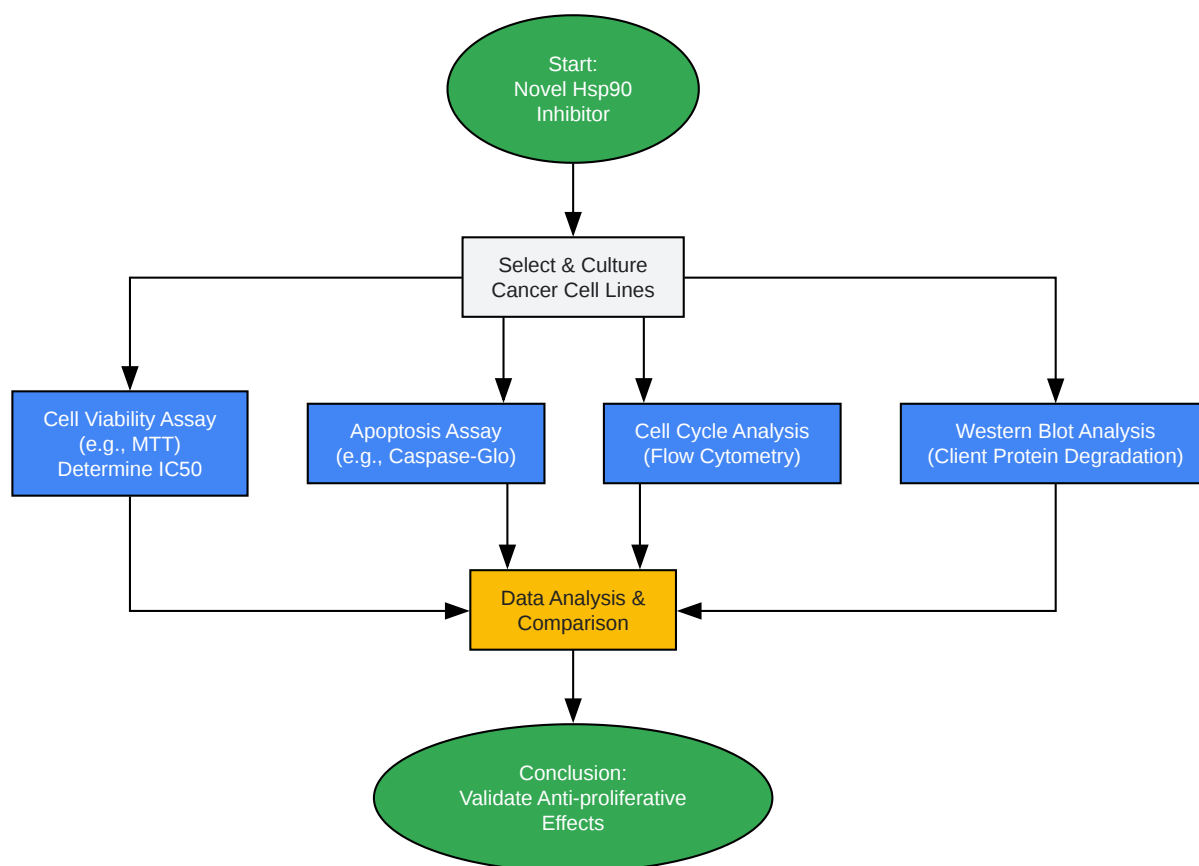 Start:
Novel Hsp90
Inhibitor
Select & Culture
Cancer Cell Lines
Cell Viability Assay
(e.g., MTT)
Determine IC50
Apoptosis Assay
(e.g., Caspase-Glo)
Cell Cycle Analysis
(Flow Cytometry)
Western Blot Analysis
(Client Protein Degradation)
Data Analysis &
Comparison
Conclusion:
Validate Anti-proliferative
Effects